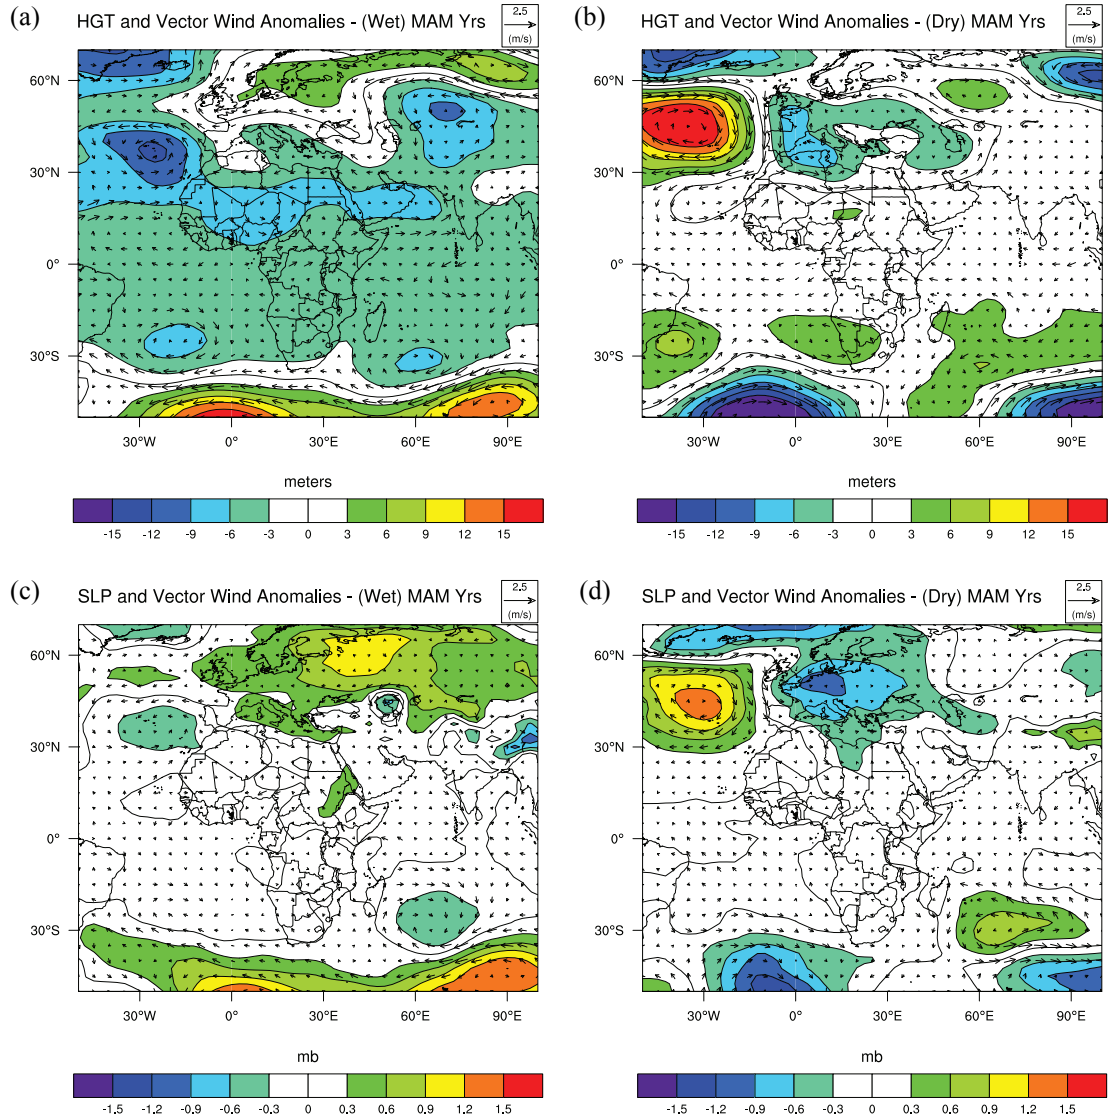 (a)
HGT and Vector Wind Anomalies - (Wet) MAM Yrs
2.5
(m/s)
60°N
30°N
0°
30°S
30°W 0° 30°E 60°E 90°E
meters
-15 -12 -9 -6 -3 0 3 6 9 12 15
(b)
HGT and Vector Wind Anomalies - (Dry) MAM Yrs
2.5
(m/s)
60°N
30°N
0°
30°S
30°W 0° 30°E 60°E 90°E
meters
-15 -12 -9 -6 -3 0 3 6 9 12 15
(c)
SLP and Vector Wind Anomalies - (Wet) MAM Yrs
2.5
(m/s)
60°N
30°N
0°
30°S
30°W 0° 30°E 60°E 90°E
mb
-1.5 -1.2 -0.9 -0.6 -0.3 0 0.3 0.6 0.9 1.2 1.5
(d)
SLP and Vector Wind Anomalies - (Dry) MAM Yrs
2.5
(m/s)
60°N
30°N
0°
30°S
30°W 0° 30°E 60°E 90°E
mb
-1.5 -1.2 -0.9 -0.6 -0.3 0 0.3 0.6 0.9 1.2 1.5